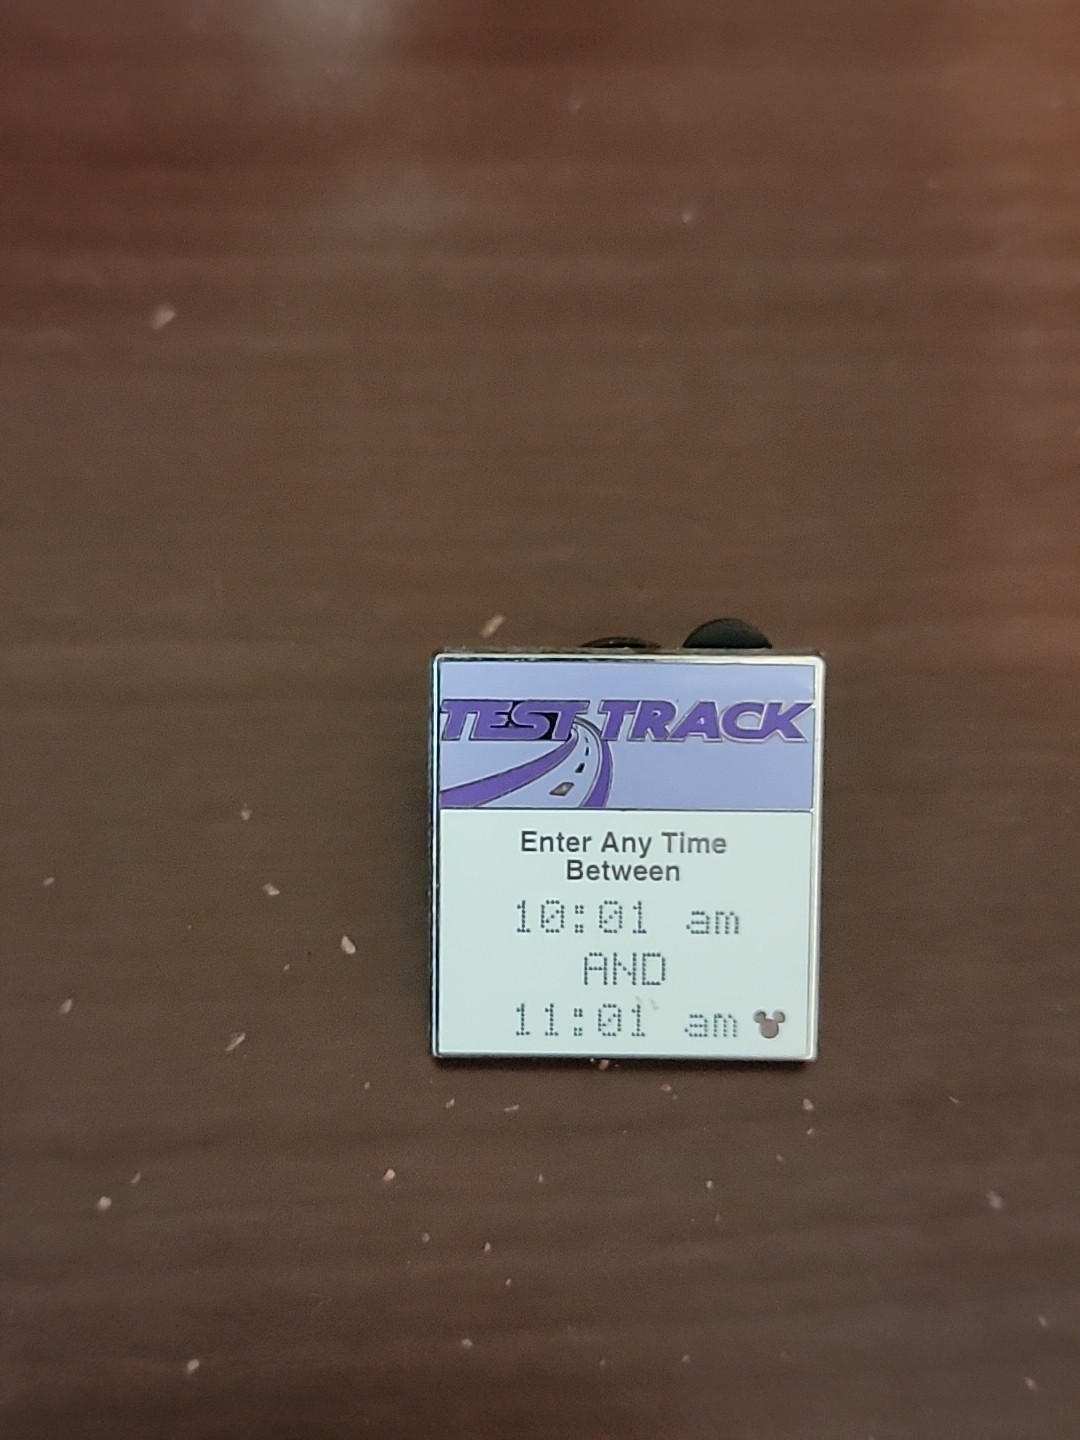 TEST TRACK
Enter Any Time
Between
10:01 am
AND
11:01 am